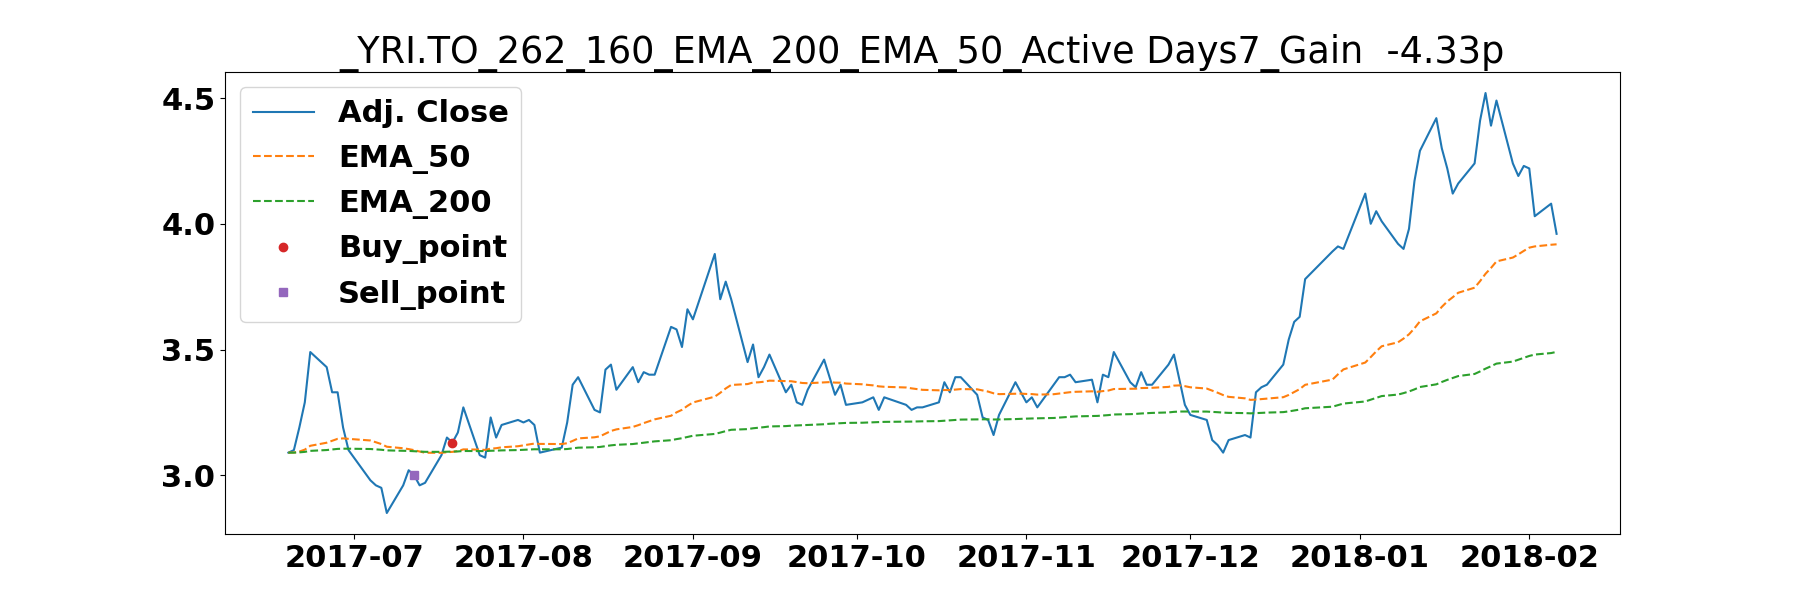 _YRI.TO_262_160_EMA_200_EMA_50_Active Days7_Gain  -4.33p
4.5
4.0
3.5
3.0
Adj. Close
EMA_50
EMA_200
Buy_point
Sell_point
2017-07 2017-08 2017-09 2017-10 2017-11 2017-12 2018-01 2018-02